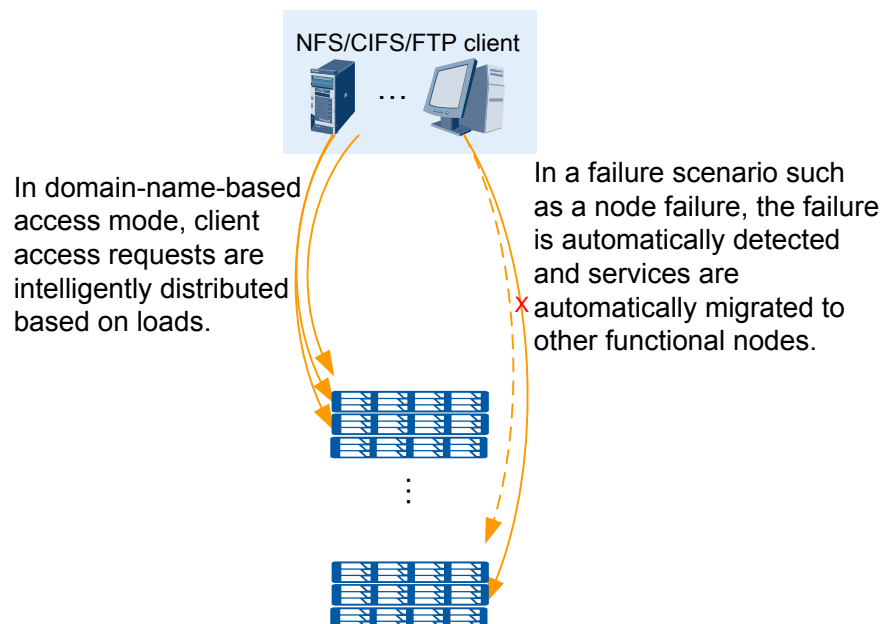 NFS/CIFS/FTP client
...
In domain-name-based
access mode, client
access requests are
intelligently distributed
based on loads.
In a failure scenario such
as a node failure, the failure
is automatically detected
and services are
automatically migrated to
other functional nodes.
X
...